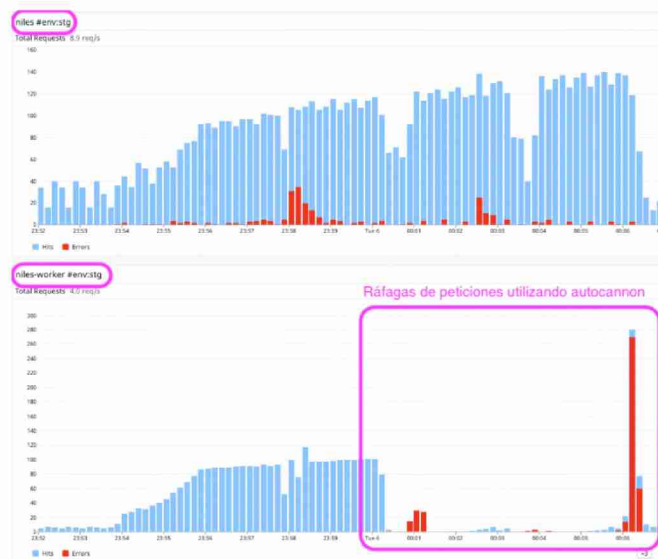 niles #env:stg
Total Requests 8.9 req/s
160
140
120
100
80
60
40
20
0
23:52 23:53 23:54 23:55 23:56 23:57 23:58 23:59 Tue 6 00:01 00:02 00:03 00:04 00:05 00:06
Hits Errors
niles-worker #env:stg
Total Requests 4.0 req/s
Ráfagas de peticiones utilizando autocannon
300
280
260
240
220
200
180
160
140
120
100
80
60
40
20
0
23:52 23:53 23:54 23:55 23:56 23:57 23:58 23:59 Tue 6 00:01 00:02 00:03 00:04 00:05 00:06
Hits Errors